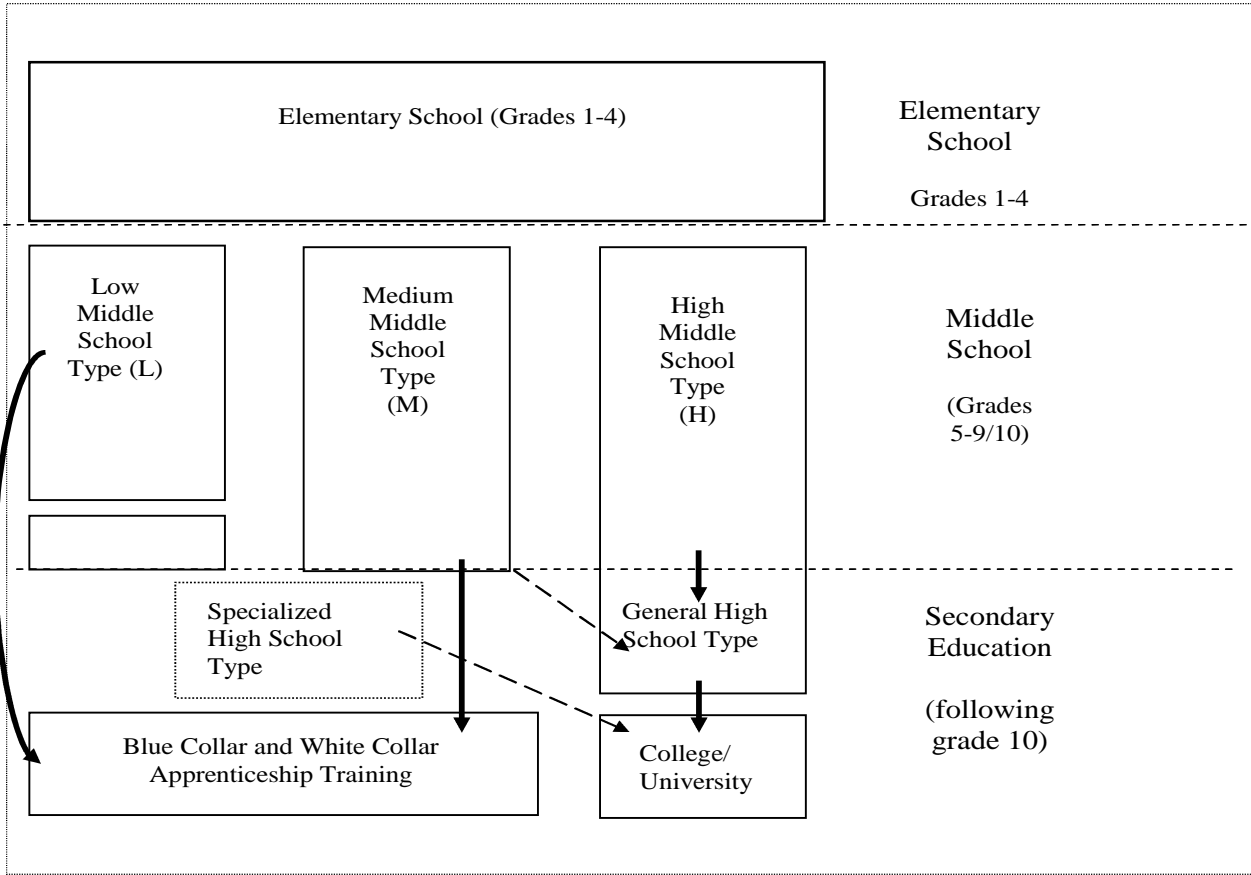 Elementary School (Grades 1-4)
Elementary
School
Grades 1-4
Low
Middle
School
Type (L)
Medium
Middle
School
Type
(M)
High
Middle
School
Type
(H)
Middle
School
(Grades
5-9/10)
Specialized
High School
Type
General High
School Type
Secondary
Education
(following
grade 10)
Blue Collar and White Collar
Apprenticeship Training
College/
University